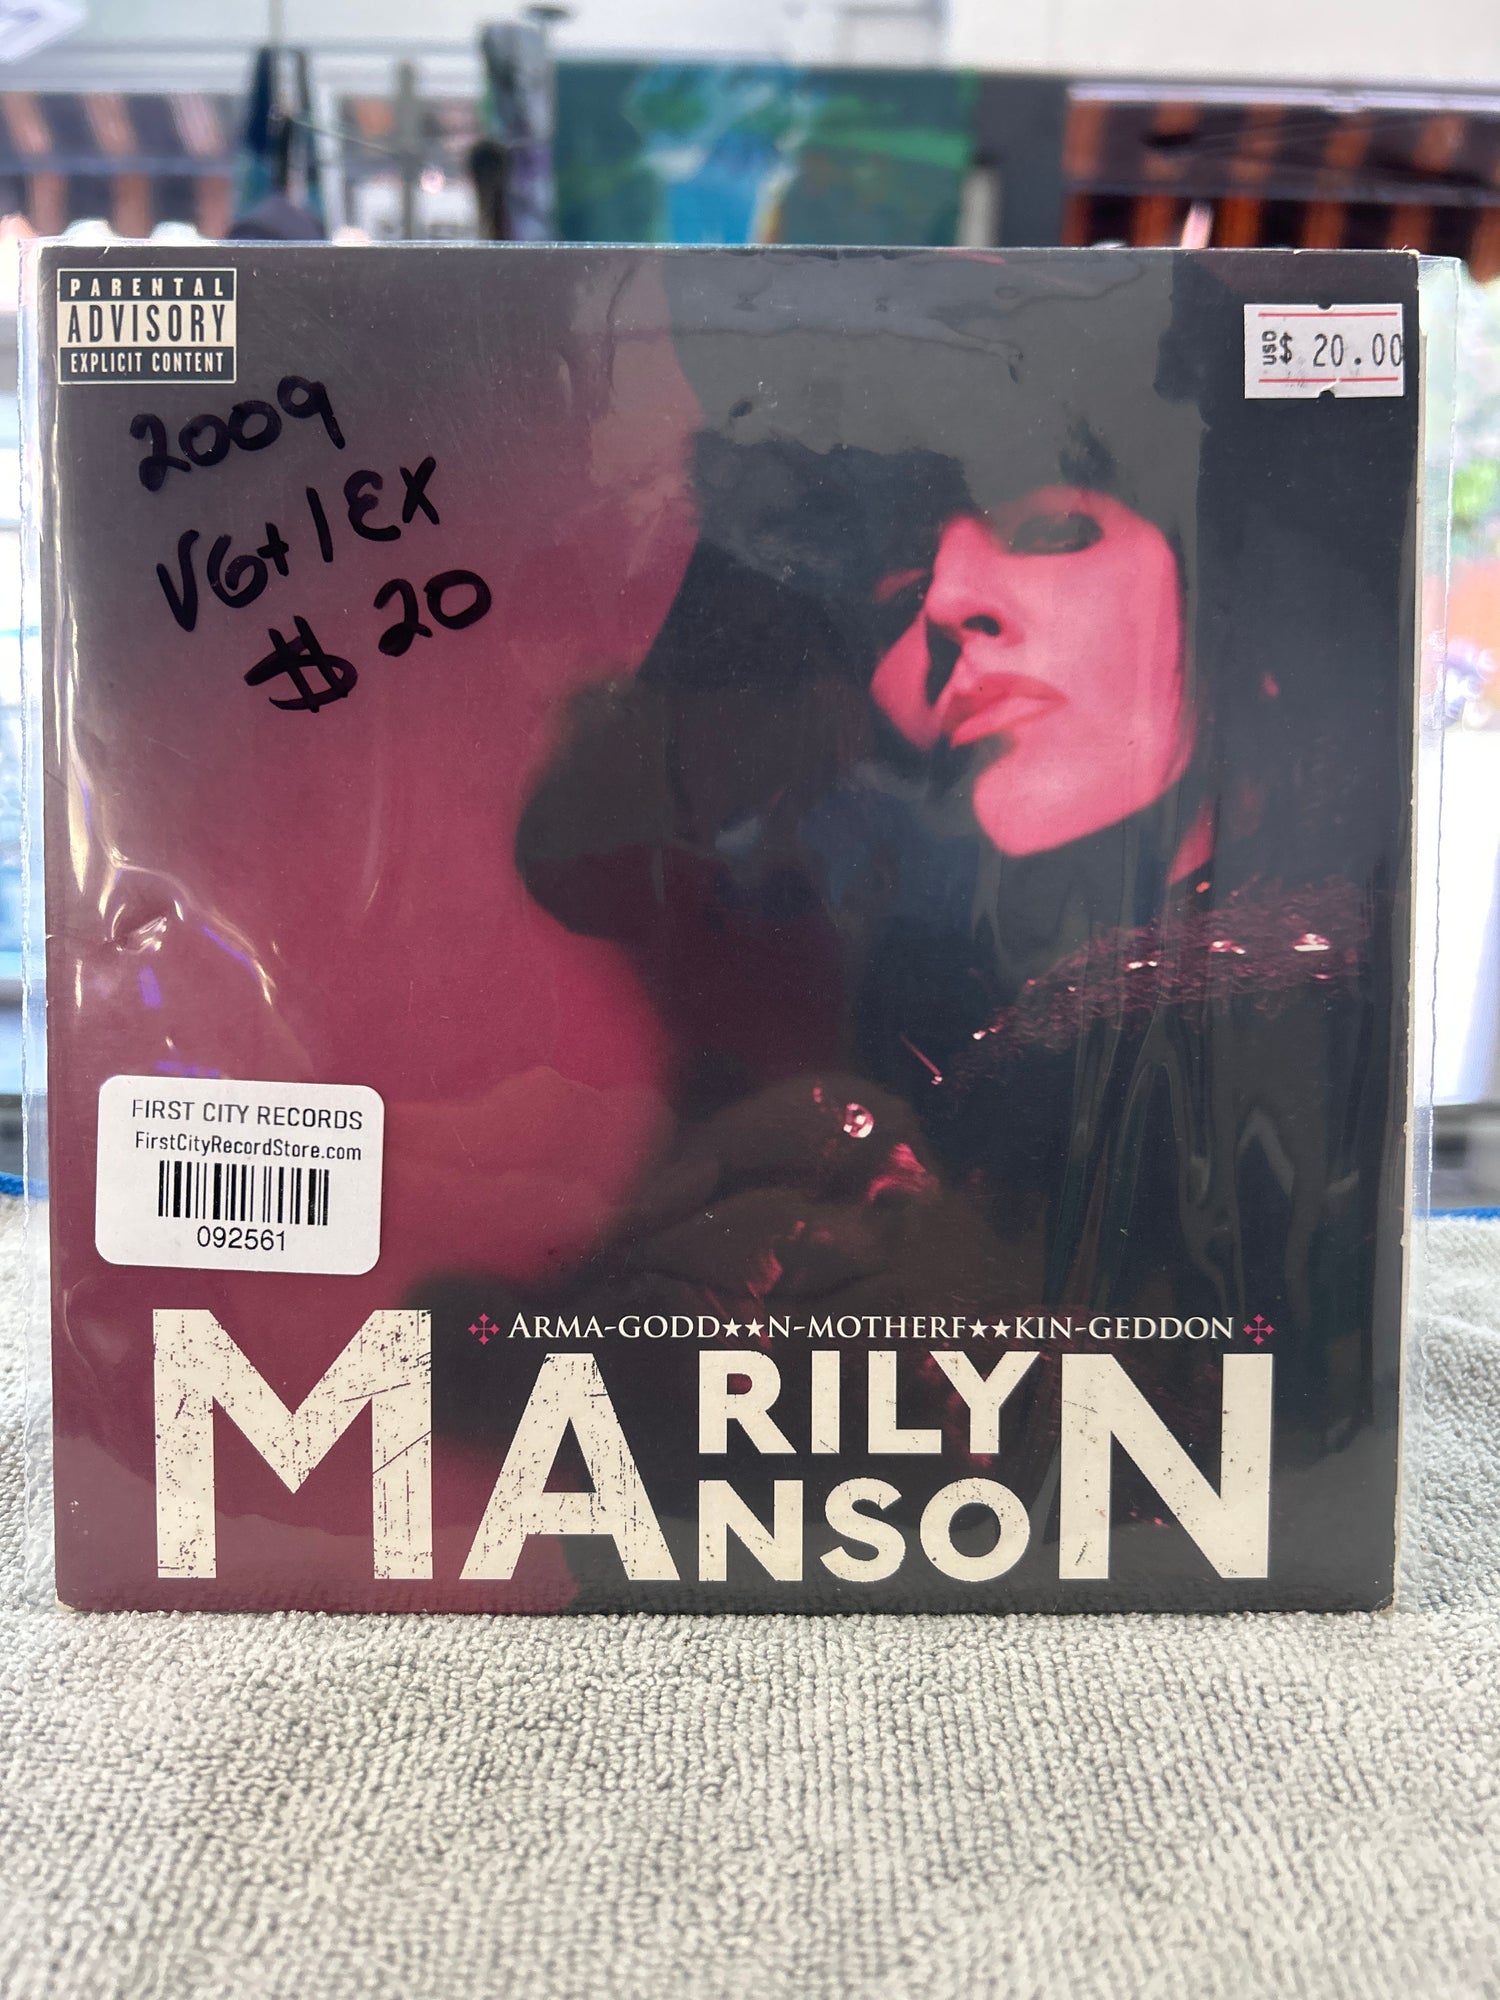 PARENTAL
ADVISORY
EXPLICIT CONTENT
usn$ 20.00
2009
VG+/EX
$20
FIRST CITY RECORDS
FirstCityRecordStore.com
092561
ARMA-GODD★★N-MOTHERF★★KIN-GEDDON
MARILYN
MANSON